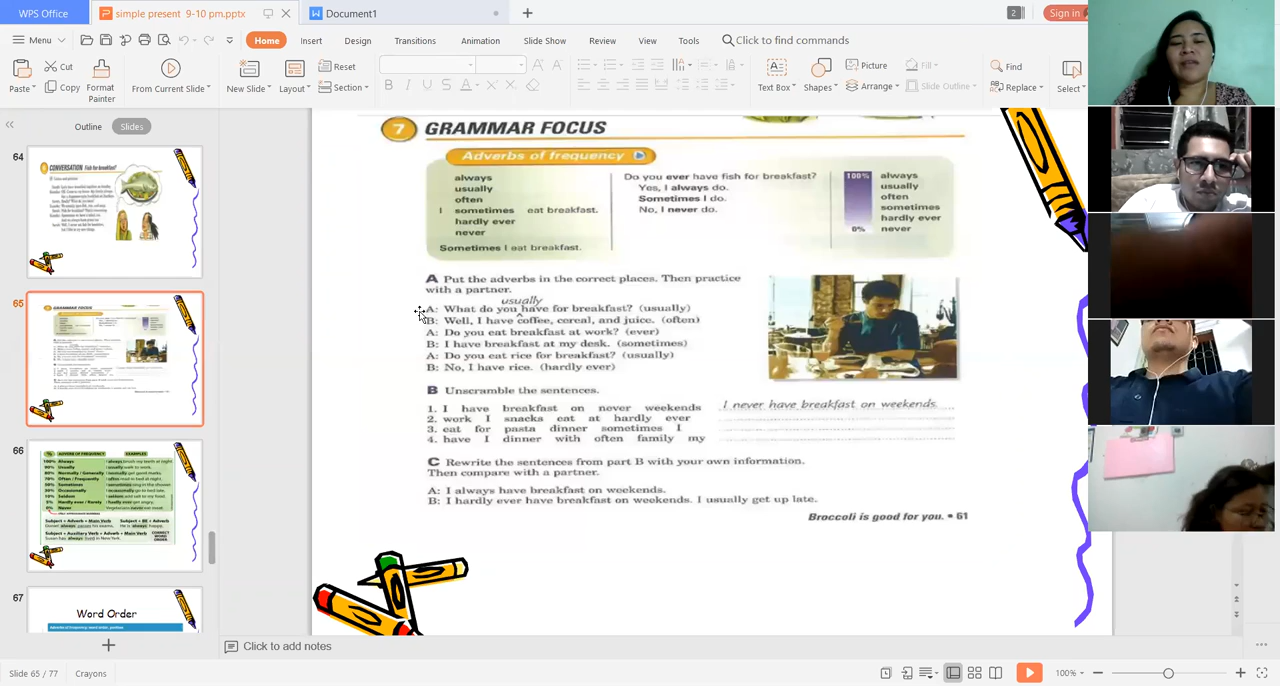 WPS Office
simple present 9-10 pm.pptx
Document1
2
Sign in
Menu
Home
Insert
Design
Transitions
Animation
Slide Show
Review
View
Tools
Click to find commands
Paste
Cut
Copy
Format
Painter
From Current Slide
New Slide
Layout
Reset
Section
B I U S A
Text Box
Shapes
Picture
Fill
Arrange
Slide Outline
Find
Replace
Select
Outline
Slides
64
65
66
67
Word Order
7 GRAMMAR FOCUS
Adverbs of frequency
always
usually
often
I sometimes eat breakfast.
hardly ever
never
Sometimes I eat breakfast.
Do you ever have fish for breakfast?
Yes, I always do.
Sometimes I do.
No, I never do.
100% always
usually
often
sometimes
hardly ever
0% never
A Put the adverbs in the correct places. Then practice
with a partner.
usually
A: What do you have for breakfast? (usually)
B: Well, I have coffee, cereal, and juice. (often)
A: Do you eat breakfast at work? (ever)
B: I have breakfast at my desk. (sometimes)
A: Do you eat rice for breakfast? (usually)
B: No, I have rice. (hardly ever)
B Unscramble the sentences.
1. I have breakfast on never weekends I never have breakfast on weekends.
2. work I snacks eat at hardly ever
3. eat for pasta dinner sometimes I
4. have I dinner with often family my
C Rewrite the sentences from part B with your own information.
Then compare with a partner.
A: I always have breakfast on weekends.
B: I hardly ever have breakfast on weekends. I usually get up late.
Broccoli is good for you. • 61
Click to add notes
Slide 65 / 77
Crayons
100%